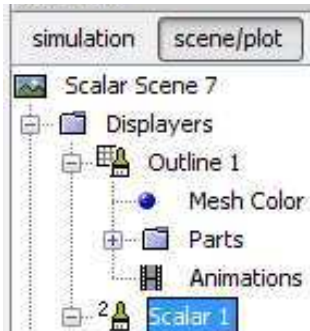 simulation scene/plot
Scalar Scene 7
Displayers
Outline 1
Mesh Color
Parts
Animations
2 Scalar 1